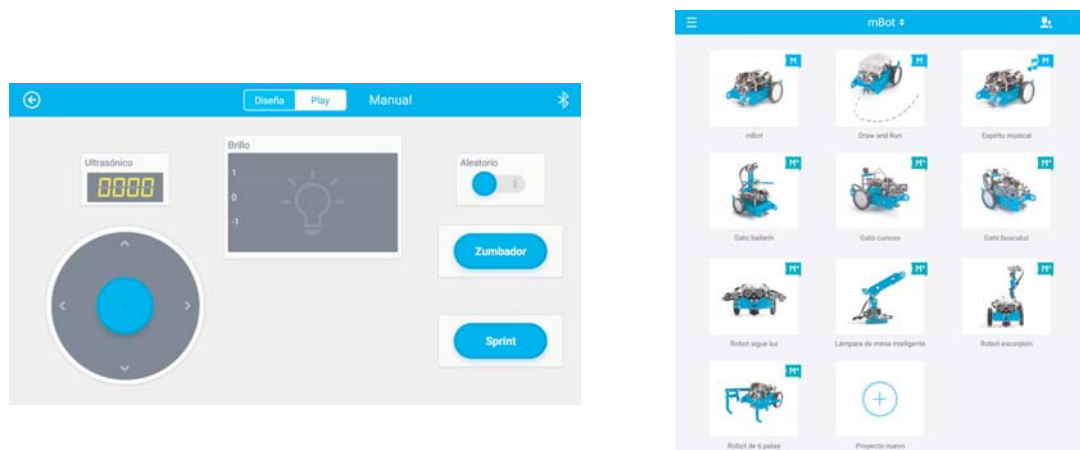 Diseña Play Manual
Ultrasónico
0000
Brillo
1
0
-1
Aleatorio
Zumbador
Sprint
mBot
M M M
mBot Draw and Run Espíritu musical
M+ M+ M+
Gato bailarín Gato curioso Gato buscaluz
M+ M+ M+
Robot sigue luz Lámpara de mesa inteligente Robot escorpión
M+
Robot de 6 patas Proyecto nuevo